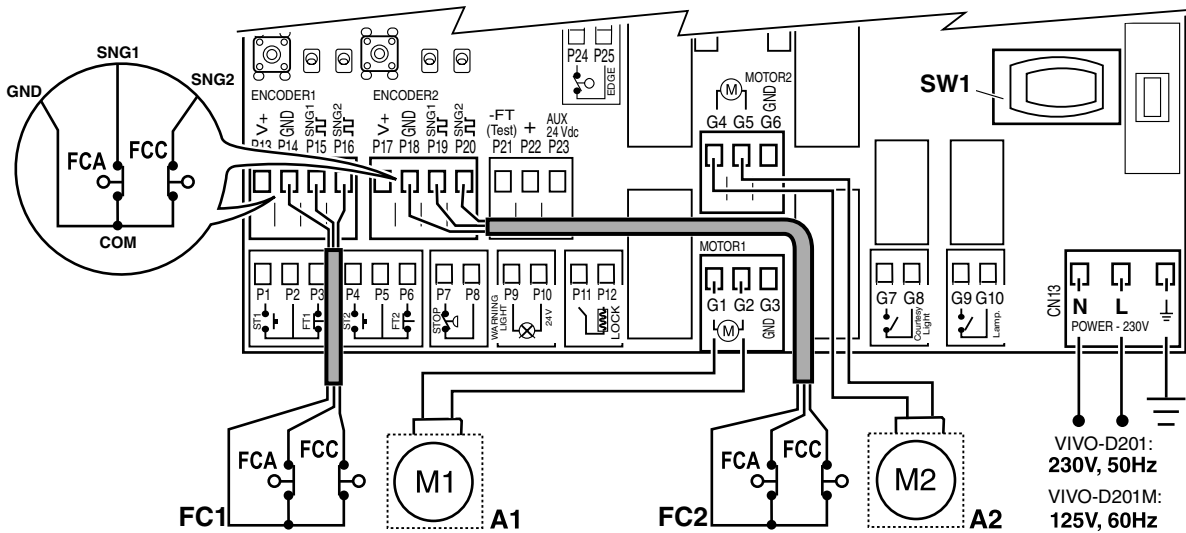 SNG1
SNG2
GND
FCA
FCC
COM
P24 P25
EDGE
MOTOR2
M
GND
G4 G5 G6
SW1
ENCODER1
V+ GND SNG1 SNG2
P13 P14 P15 P16
ENCODER2
V+ GND SNG1 SNG2
P17 P18 P19 P20
-FT (Test) + AUX 24 Vdc
P21 P22 P23
P1 P2 P3 P4 P5 P6
ST1 FT1 ST2 FT2
P7 P8
STOP
P9 P10
WARNING LIGHT
24V
P11 P12
LOCK
MOTOR1
G1 G2 G3
M
GND
G7 G8
Courtesy Light
G9 G10
Lamp.
CN13
N L
POWER - 230V
FCA
FCC
FC1
M1
A1
FCA
FCC
FC2
M2
A2
VIVO-D201:
230V, 50Hz
VIVO-D201M:
125V, 60Hz